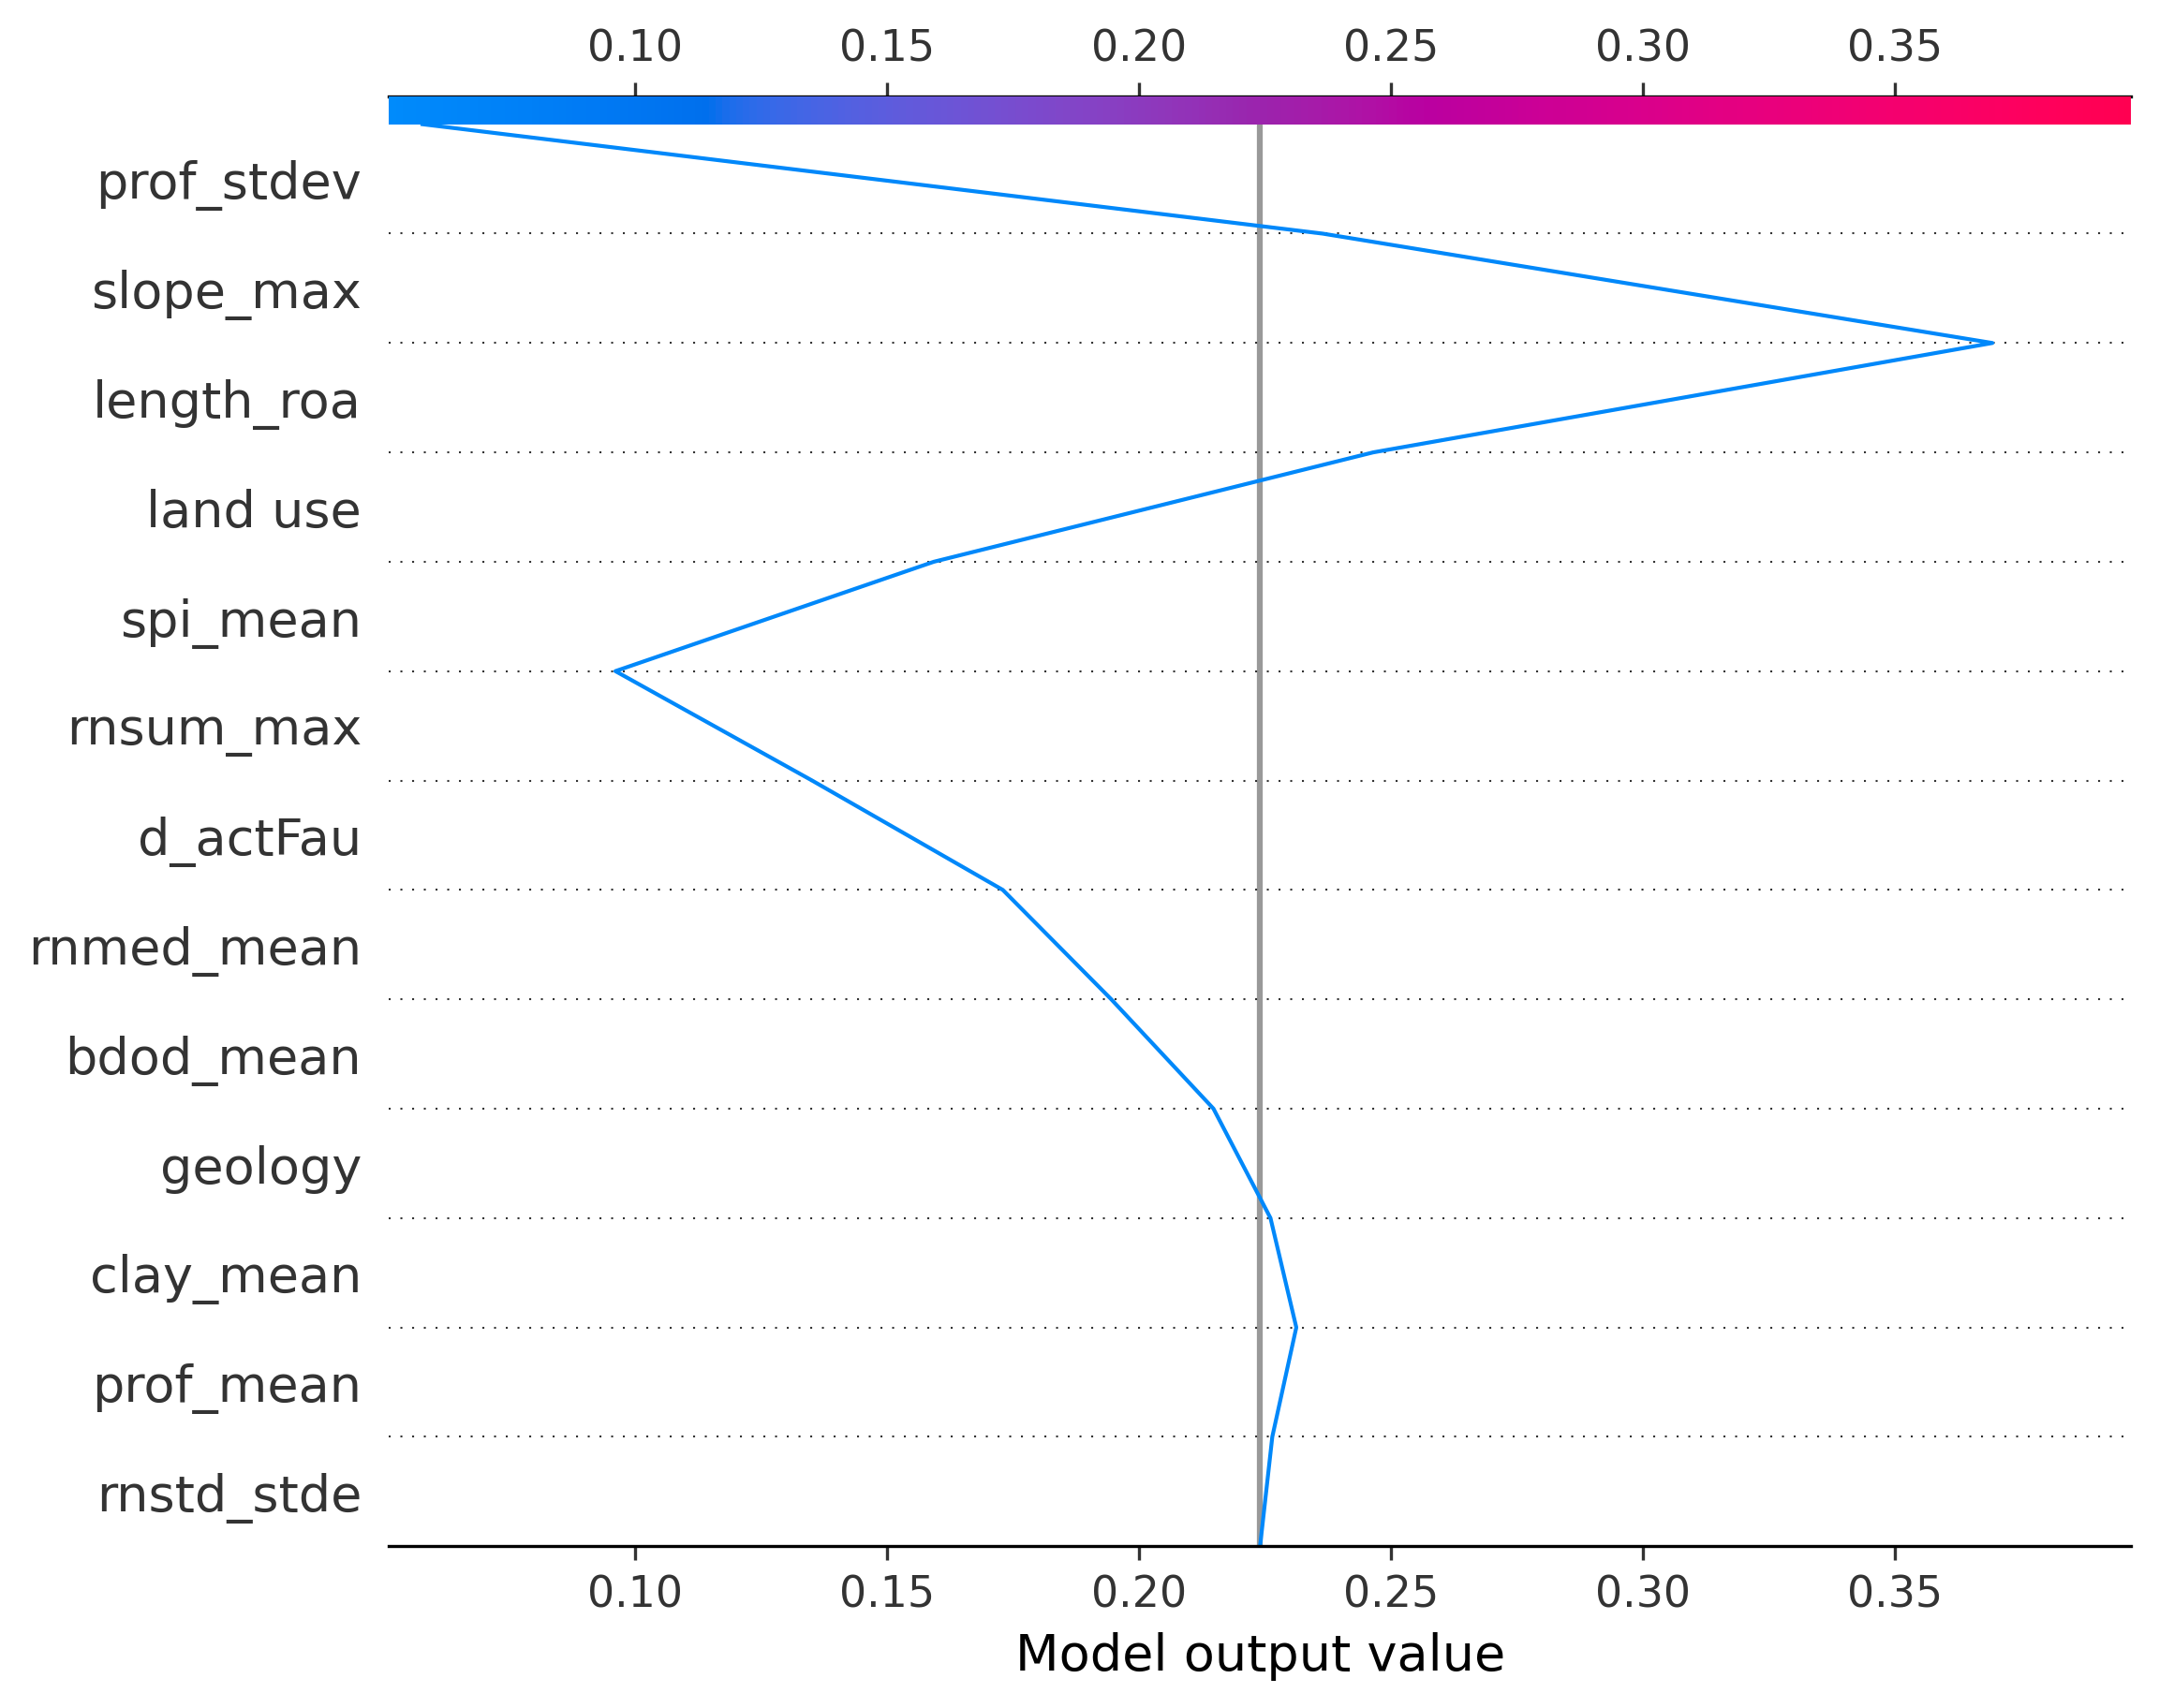 0.10 0.15 0.20 0.25 0.30 0.35
prof_stdev
slope_max
length_roa
land use
spi_mean
rnsum_max
d_actFau
rnmed_mean
bdod_mean
geology
clay_mean
prof_mean
rnstd_stde
0.10 0.15 0.20 0.25 0.30 0.35
Model output value